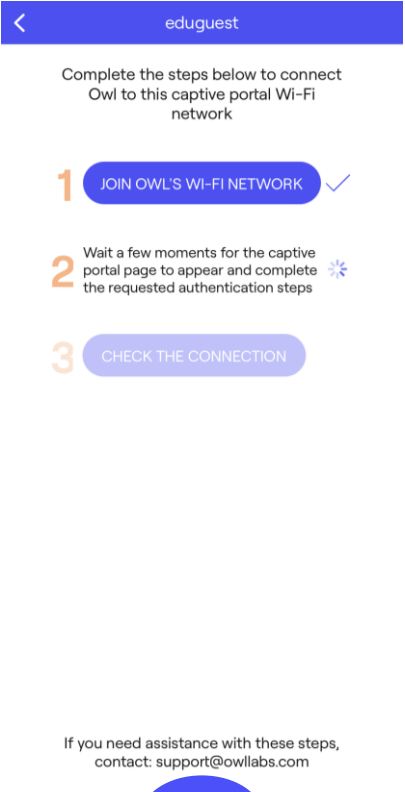 eduguest
Complete the steps below to connect
Owl to this captive portal Wi-Fi
network
1 JOIN OWL'S WI-FI NETWORK
2 Wait a few moments for the captive
portal page to appear and complete
the requested authentication steps
3 CHECK THE CONNECTION
If you need assistance with these steps,
contact: support@owllabs.com